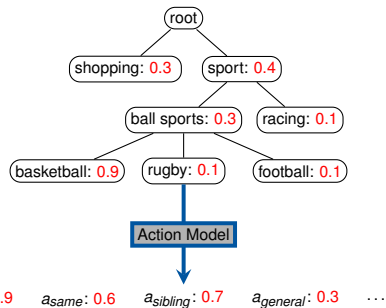 root
shopping: 0.3 sport: 0.4
ball sports: 0.3 racing: 0.1
basketball: 0.9 rugby: 0.1 football: 0.1
Action Model
.9 a_same: 0.6 a_sibling: 0.7 a_general: 0.3 ...